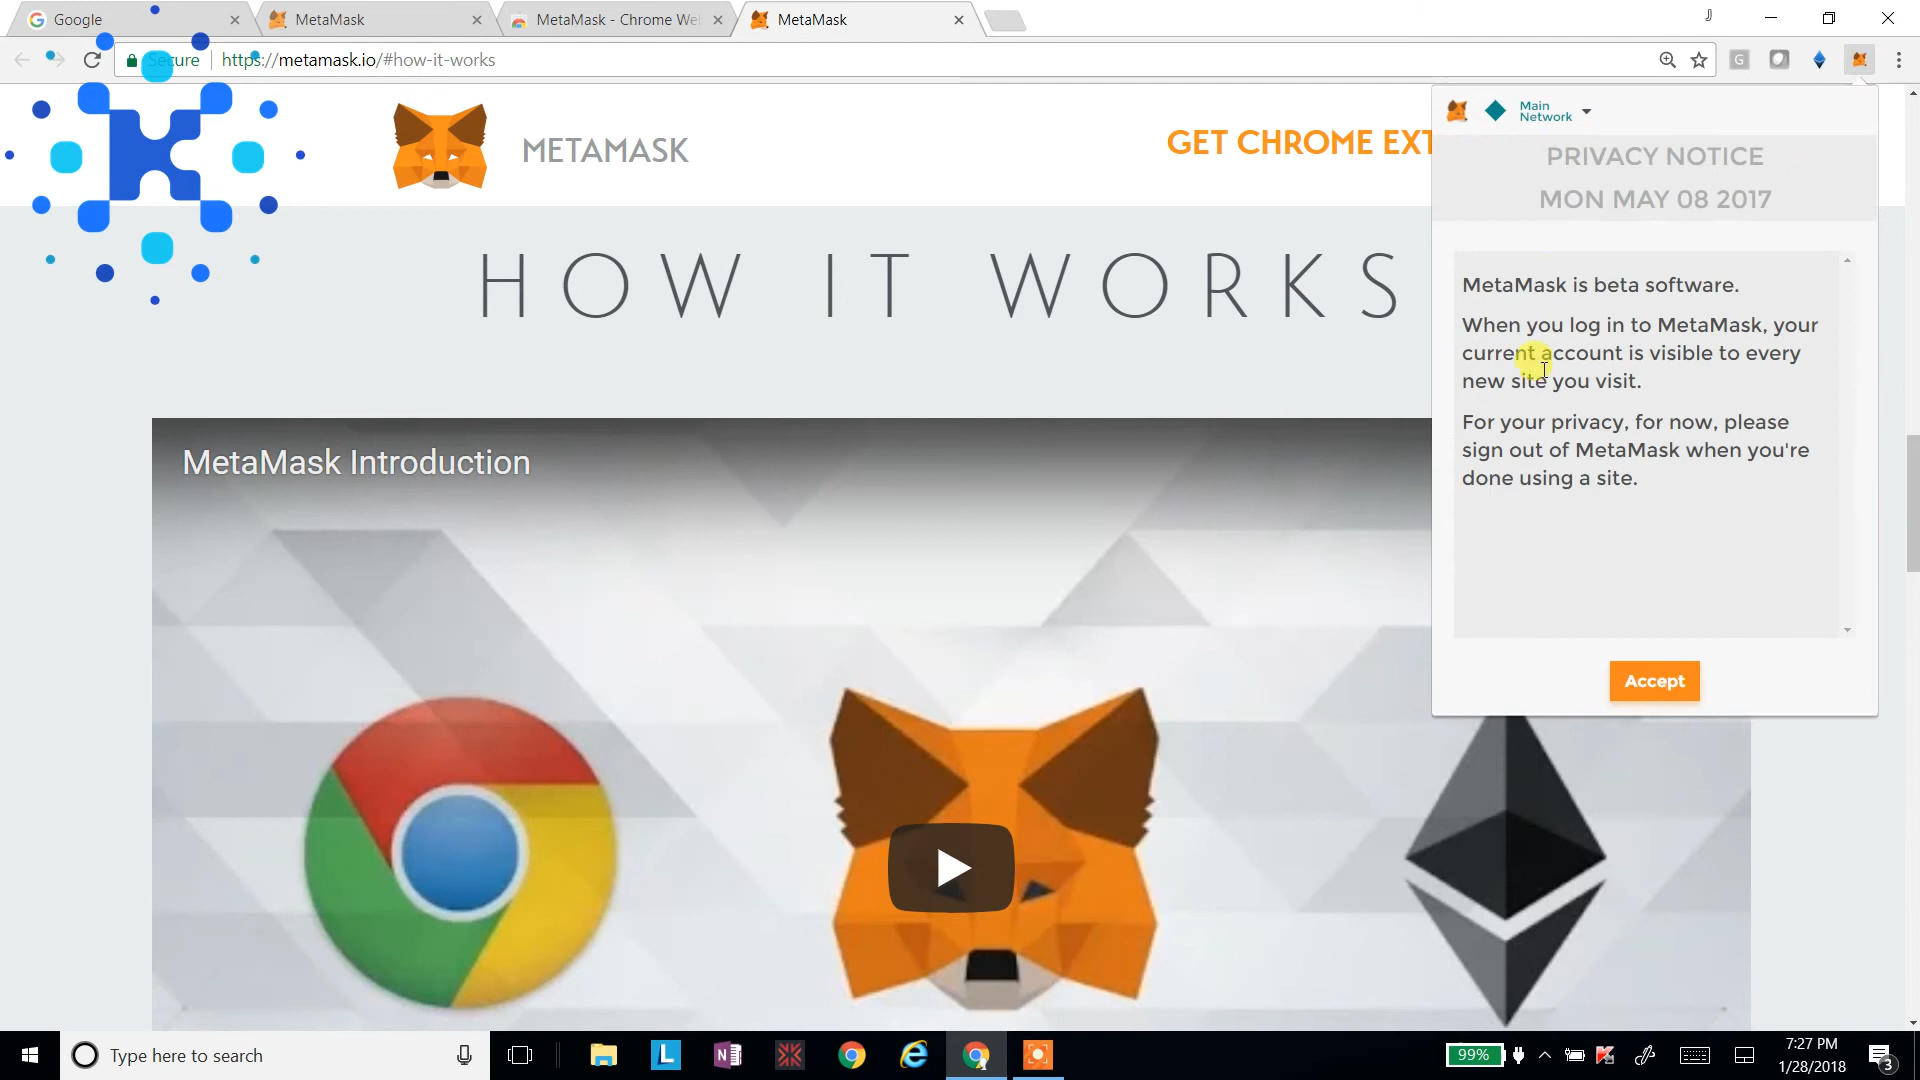 Google
MetaMask
MetaMask - Chrome We
MetaMask
Secure
https://metamask.io/#how-it-works
METAMASK
GET CHROME EXT
Main
Network
PRIVACY NOTICE
MON MAY 08 2017
HOW IT WORKS
MetaMask is beta software.
When you log in to MetaMask, your
current account is visible to every
new site you visit.
For your privacy, for now, please
sign out of MetaMask when you're
done using a site.
Accept
MetaMask Introduction
Type here to search
99%
7:27 PM
1/28/2018
3